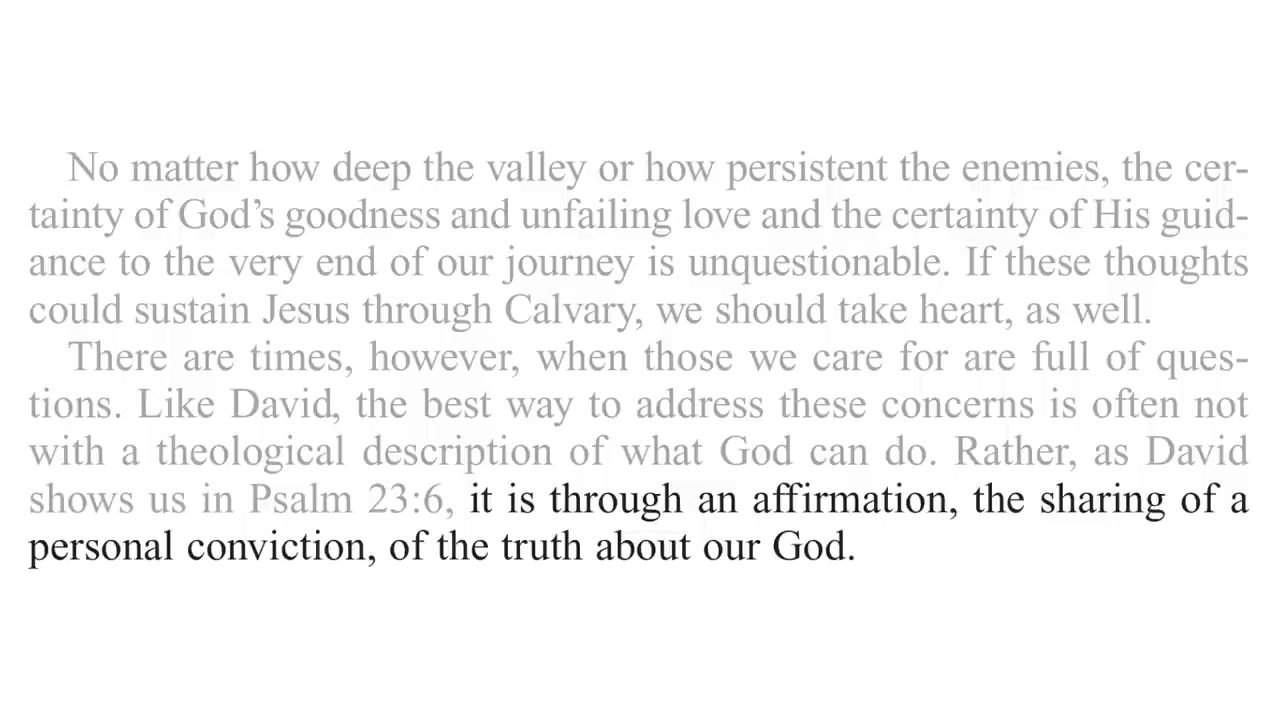 No matter how deep the valley or how persistent the enemies, the cer-
tainty of God’s goodness and unfailing love and the certainty of His guid-
ance to the very end of our journey is unquestionable. If these thoughts
could sustain Jesus through Calvary, we should take heart, as well.
There are times, however, when those we care for are full of ques-
tions. Like David, the best way to address these concerns is often not
with a theological description of what God can do. Rather, as David
shows us in Psalm 23:6, it is through an affirmation, the sharing of a
personal conviction, of the truth about our God.